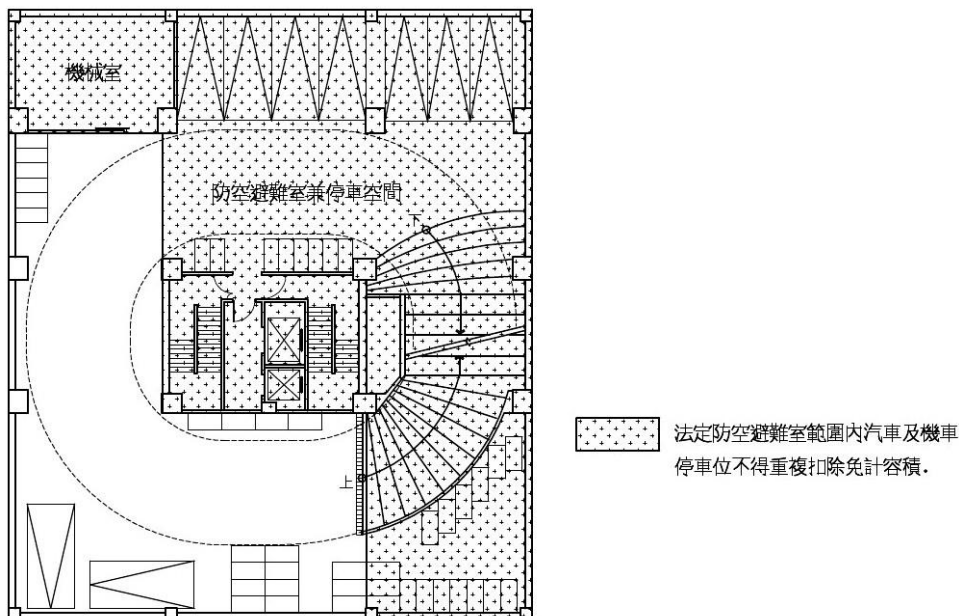 機械室
防空避難室兼停車空間
下
上
法定防空避難室範圍內汽車及機車
停車位不得重複扣除免計容積.